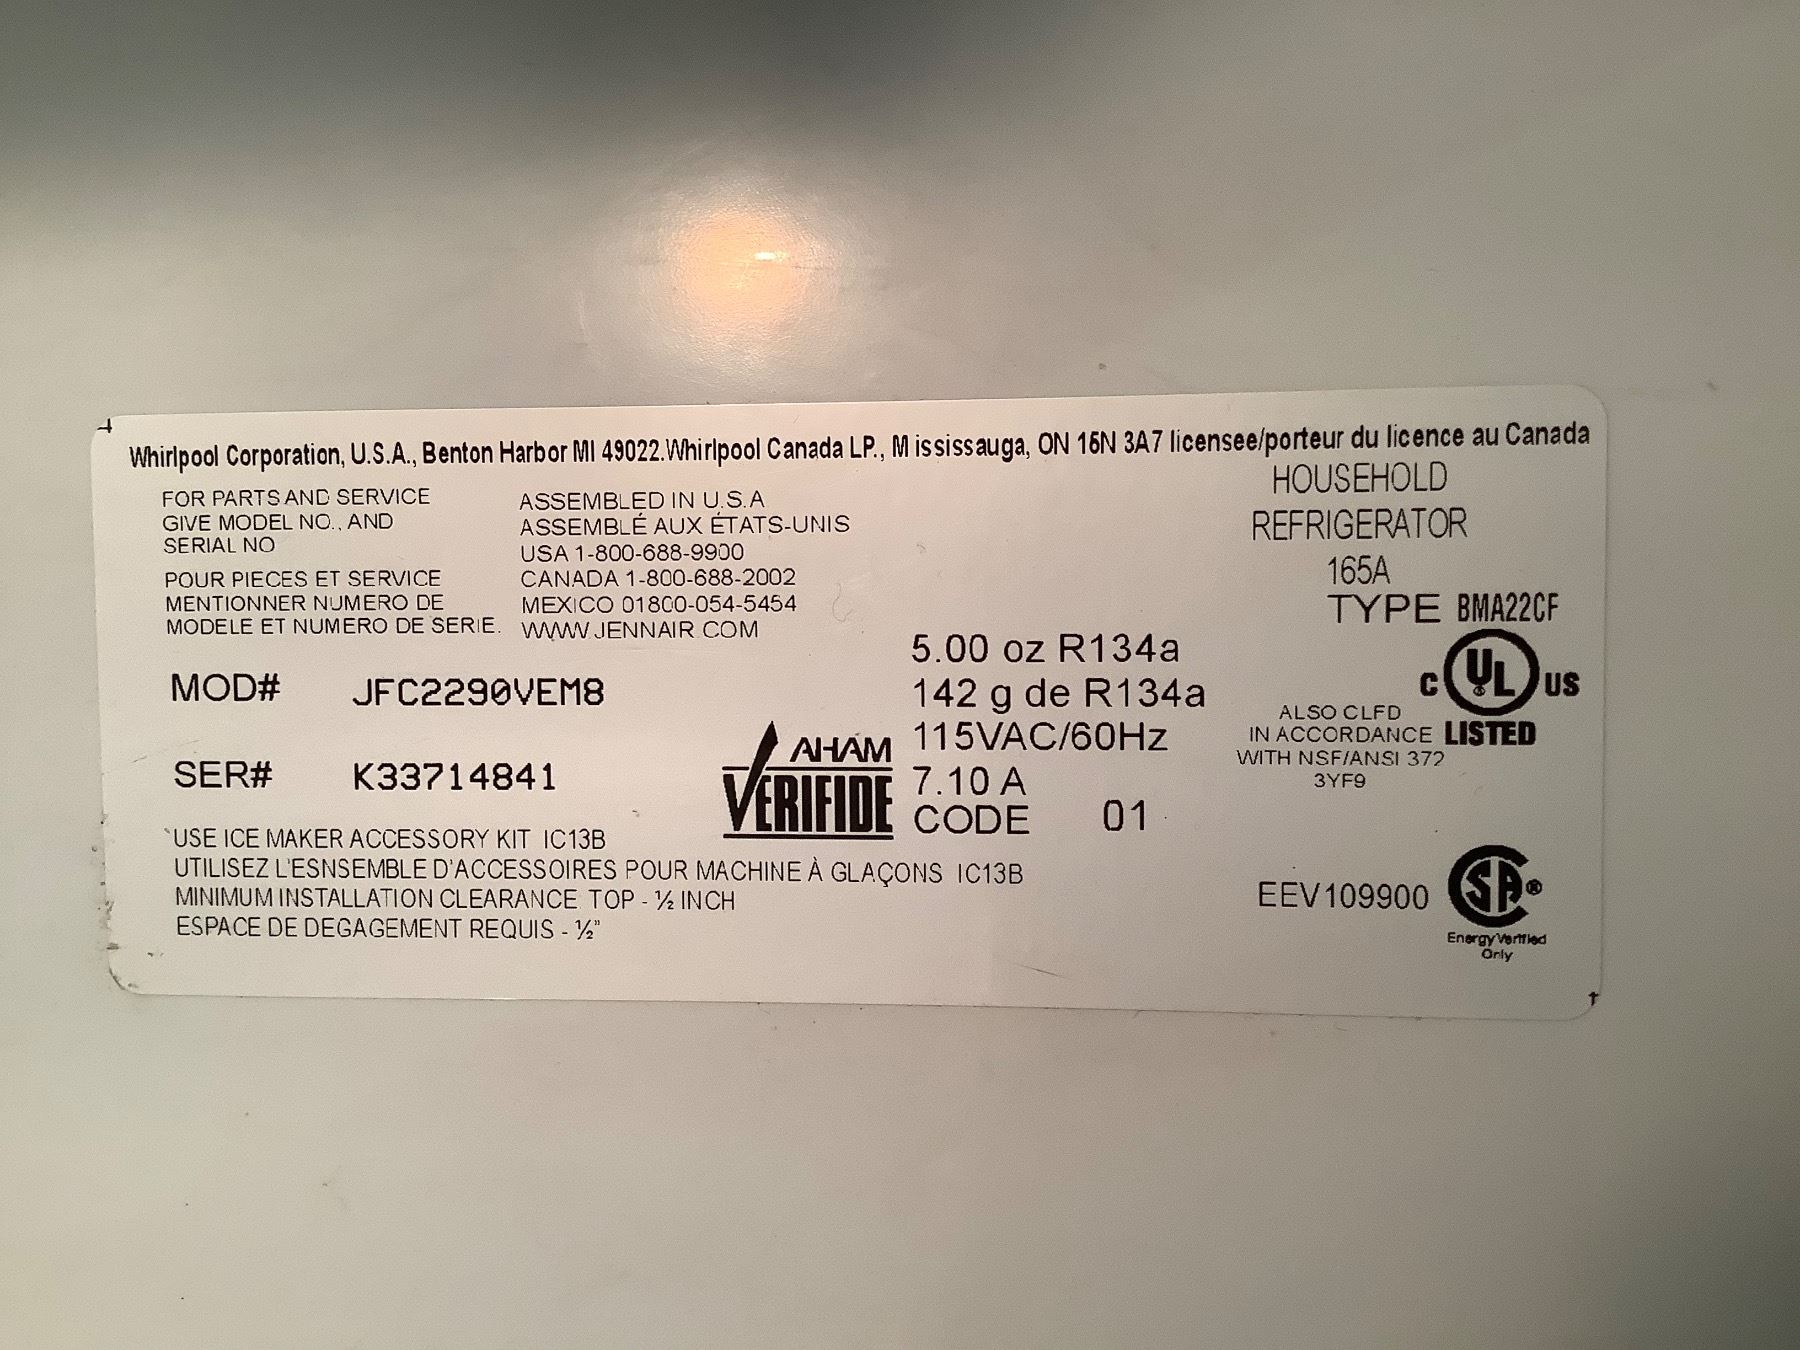 Whirlpool Corporation, U.S.A., Benton Harbor MI 49022.Whirlpool Canada LP., M ississauga, ON 16N 3A7 licensee/porteur du licence au Canada
FOR PARTS AND SERVICE
GIVE MODEL NO., AND
SERIAL NO
POUR PIECES ET SERVICE
MENTIONNER NUMERO DE
MODELE ET NUMERO DE SERIE.
ASSEMBLED IN U.S.A
ASSEMBLÉ AUX ÉTATS-UNIS
USA 1-800-688-9900
CANADA 1-800-688-2002
MEXICO 01800-054-5454
WWW.JENNAIR.COM
HOUSEHOLD
REFRIGERATOR
165A
TYPE BMA22CF
MOD# JFC2290VEM8
SER# K33714841
AHAM
VERIFIDE
5.00 oz R134a
142 g de R134a
115VAC/60Hz
7.10 A
CODE 01
C UL US
LISTED
ALSO CLFD
IN ACCORDANCE
WITH NSF/ANSI 372
3YF9
*USE ICE MAKER ACCESSORY KIT IC13B
UTILISEZ L'ESNSEMBLE D'ACCESSOIRES POUR MACHINE À GLAÇONS IC13B
MINIMUM INSTALLATION CLEARANCE TOP - ½ INCH
ESPACE DE DEGAGEMENT REQUIS - ½"
EEV109900
SA®
Energy Verified
Only